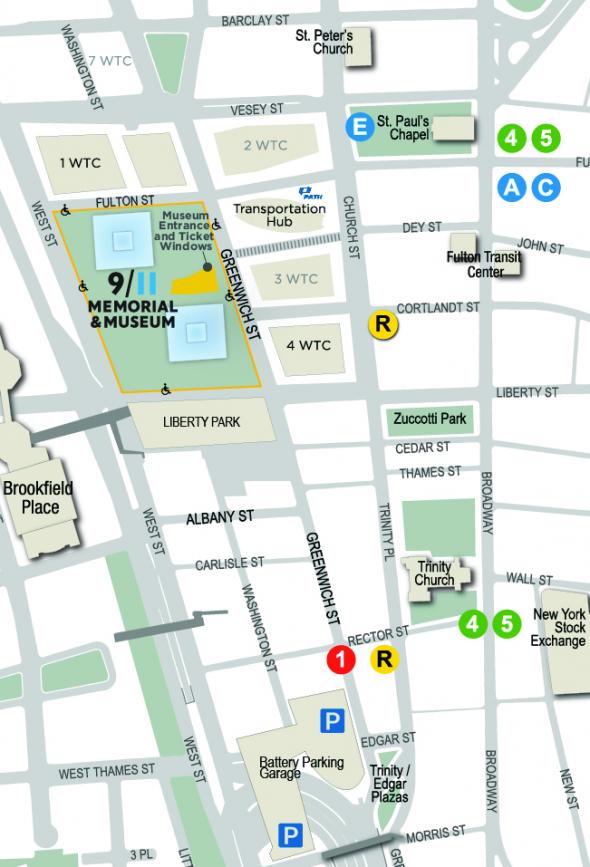 BARCLAY ST
WASHINGTON ST
St. Peter's
Church
7 WTC
VESEY ST
E
St. Paul's
Chapel
4 5
1 WTC
2 WTC
FU
A C
FULTON ST
PATH
Transportation
Hub
WEST ST
Museum
Entrance
and Ticket
Windows
CHURCH ST
DEY ST
JOHN ST
Fulton Transit
Center
GREENWICH ST
9/11
MEMORIAL
& MUSEUM
3 WTC
CORTLANDT ST
R
4 WTC
LIBERTY ST
LIBERTY PARK
Zuccotti Park
CEDAR ST
THAMES ST
Brookfield
Place
BROADWAY
WEST ST
ALBANY ST
TRINITY PL
GREENWICH ST
CARLISLE ST
Trinity
Church
WALL ST
WASHINGTON ST
4 5
New York
Stock
Exchange
RECTOR ST
1 R
P
WEST ST
EDGAR ST
Battery Parking
Garage
Trinity /
Edgar
Plazas
BROADWAY
NEW ST
WEST THAMES ST
P
MORRIS ST
3 PL
LIT
GR